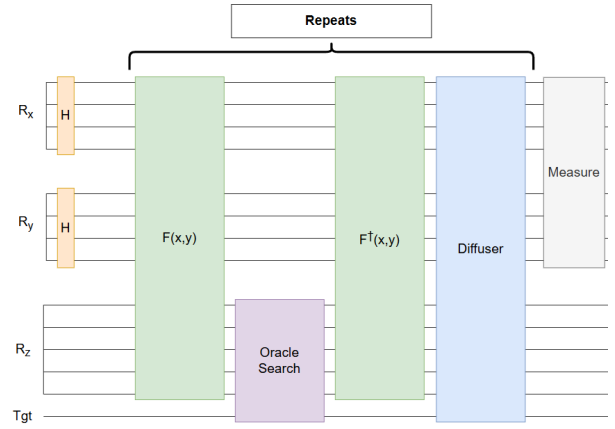 Repeats
Rx
H
Ry
H
F(x,y)
F†(x,y)
Diffuser
Measure
Rz
Oracle
Search
Tgt